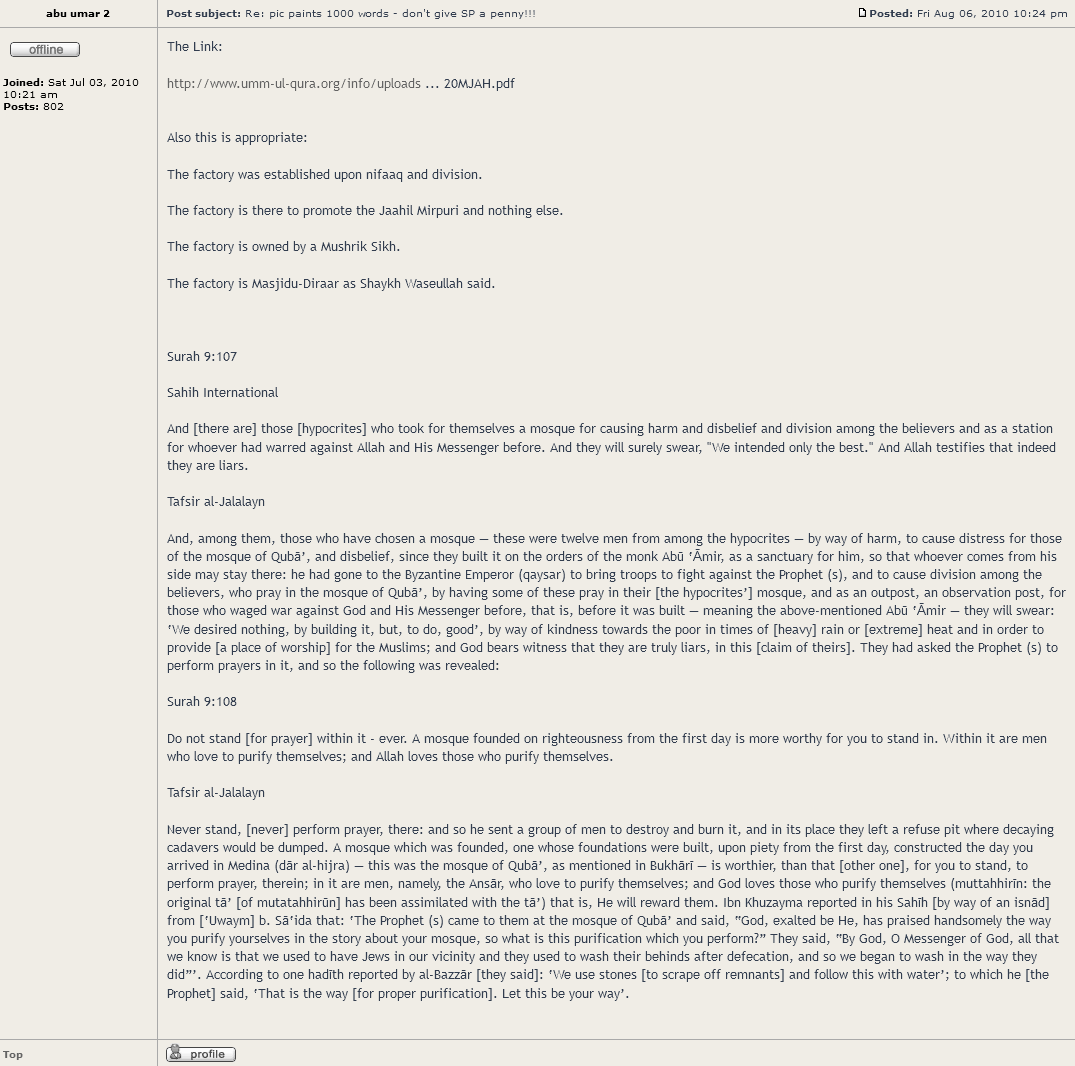 abu umar 2
Post subject: Re: pic paints 1000 words - don't give SP a penny!!!
Posted: Fri Aug 06, 2010 10:24 pm
offline
Joined: Sat Jul 03, 2010
10:21 am
Posts: 802
The Link:
http://www.umm-ul-qura.org/info/uploads ... 20MJAH.pdf
Also this is appropriate:
The factory was established upon nifaaq and division.
The factory is there to promote the Jaahil Mirpuri and nothing else.
The factory is owned by a Mushrik Sikh.
The factory is Masjidu-Diraar as Shaykh Waseullah said.
Surah 9:107
Sahih International
And [there are] those [hypocrites] who took for themselves a mosque for causing harm and disbelief and division among the believers and as a station
for whoever had warred against Allah and His Messenger before. And they will surely swear, "We intended only the best." And Allah testifies that indeed
they are liars.
Tafsir al-Jalalayn
And, among them, those who have chosen a mosque — these were twelve men from among the hypocrites — by way of harm, to cause distress for those
of the mosque of Qubā’, and disbelief, since they built it on the orders of the monk Abū ‘Āmir, as a sanctuary for him, so that whoever comes from his
side may stay there: he had gone to the Byzantine Emperor (qaysar) to bring troops to fight against the Prophet (s), and to cause division among the
believers, who pray in the mosque of Qubā’, by having some of these pray in their [the hypocrites’] mosque, and as an outpost, an observation post, for
those who waged war against God and His Messenger before, that is, before it was built — meaning the above-mentioned Abū ‘Āmir — they will swear:
‘We desired nothing, by building it, but, to do, good’, by way of kindness towards the poor in times of [heavy] rain or [extreme] heat and in order to
provide [a place of worship] for the Muslims; and God bears witness that they are truly liars, in this [claim of theirs]. They had asked the Prophet (s) to
perform prayers in it, and so the following was revealed:
Surah 9:108
Do not stand [for prayer] within it - ever. A mosque founded on righteousness from the first day is more worthy for you to stand in. Within it are men
who love to purify themselves; and Allah loves those who purify themselves.
Tafsir al-Jalalayn
Never stand, [never] perform prayer, there: and so he sent a group of men to destroy and burn it, and in its place they left a refuse pit where decaying
cadavers would be dumped. A mosque which was founded, one whose foundations were built, upon piety from the first day, constructed the day you
arrived in Medina (dār al-hijra) — this was the mosque of Qubā’, as mentioned in Bukhārī — is worthier, than that [other one], for you to stand, to
perform prayer, therein; in it are men, namely, the Ansār, who love to purify themselves; and God loves those who purify themselves (muttahhirīn: the
original tā’ [of mutatahhirūn] has been assimilated with the tā’) that is, He will reward them. Ibn Khuzayma reported in his Sahīh [by way of an isnād]
from [‘Uwaym] b. Sā‘ida that: ‘The Prophet (s) came to them at the mosque of Qubā’ and said, “God, exalted be He, has praised handsomely the way
you purify yourselves in the story about your mosque, so what is this purification which you perform?” They said, “By God, O Messenger of God, all that
we know is that we used to have Jews in our vicinity and they used to wash their behinds after defecation, and so we began to wash in the way they
did”’. According to one hadīth reported by al-Bazzār [they said]: ‘We use stones [to scrape off remnants] and follow this with water’; to which he [the
Prophet] said, ‘That is the way [for proper purification]. Let this be your way’.
Top
profile